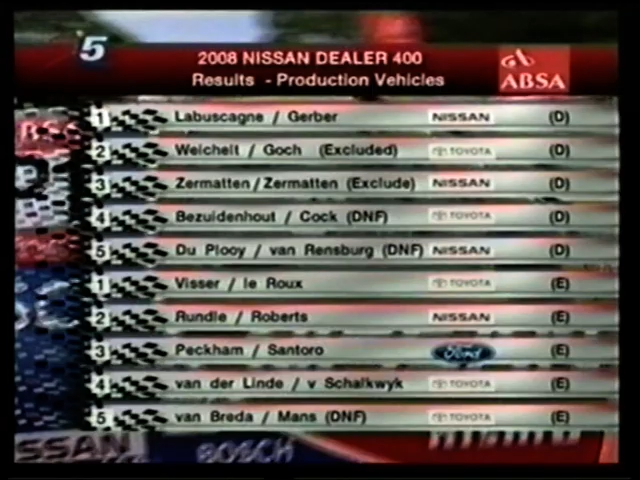 5
2008 NISSAN DEALER 400
Results - Production Vehicles
ABSA
1 Labuscagne / Gerber NISSAN (D)
2 Weichelt / Goch (Excluded) TOYOTA (D)
3 Zermatten / Zermatten (Exclude) NISSAN (D)
4 Bezuidenhout / Cock (DNF) TOYOTA (D)
5 Du Plooy / van Rensburg (DNF) NISSAN (D)
1 Visser / le Roux TOYOTA (E)
2 Rundle / Roberts NISSAN (E)
3 Peckham / Santoro Ford (E)
4 van der Linde / v Schalkwyk TOYOTA (E)
5 van Breda / Mans (DNF) TOYOTA (E)
SSAN BOSCH